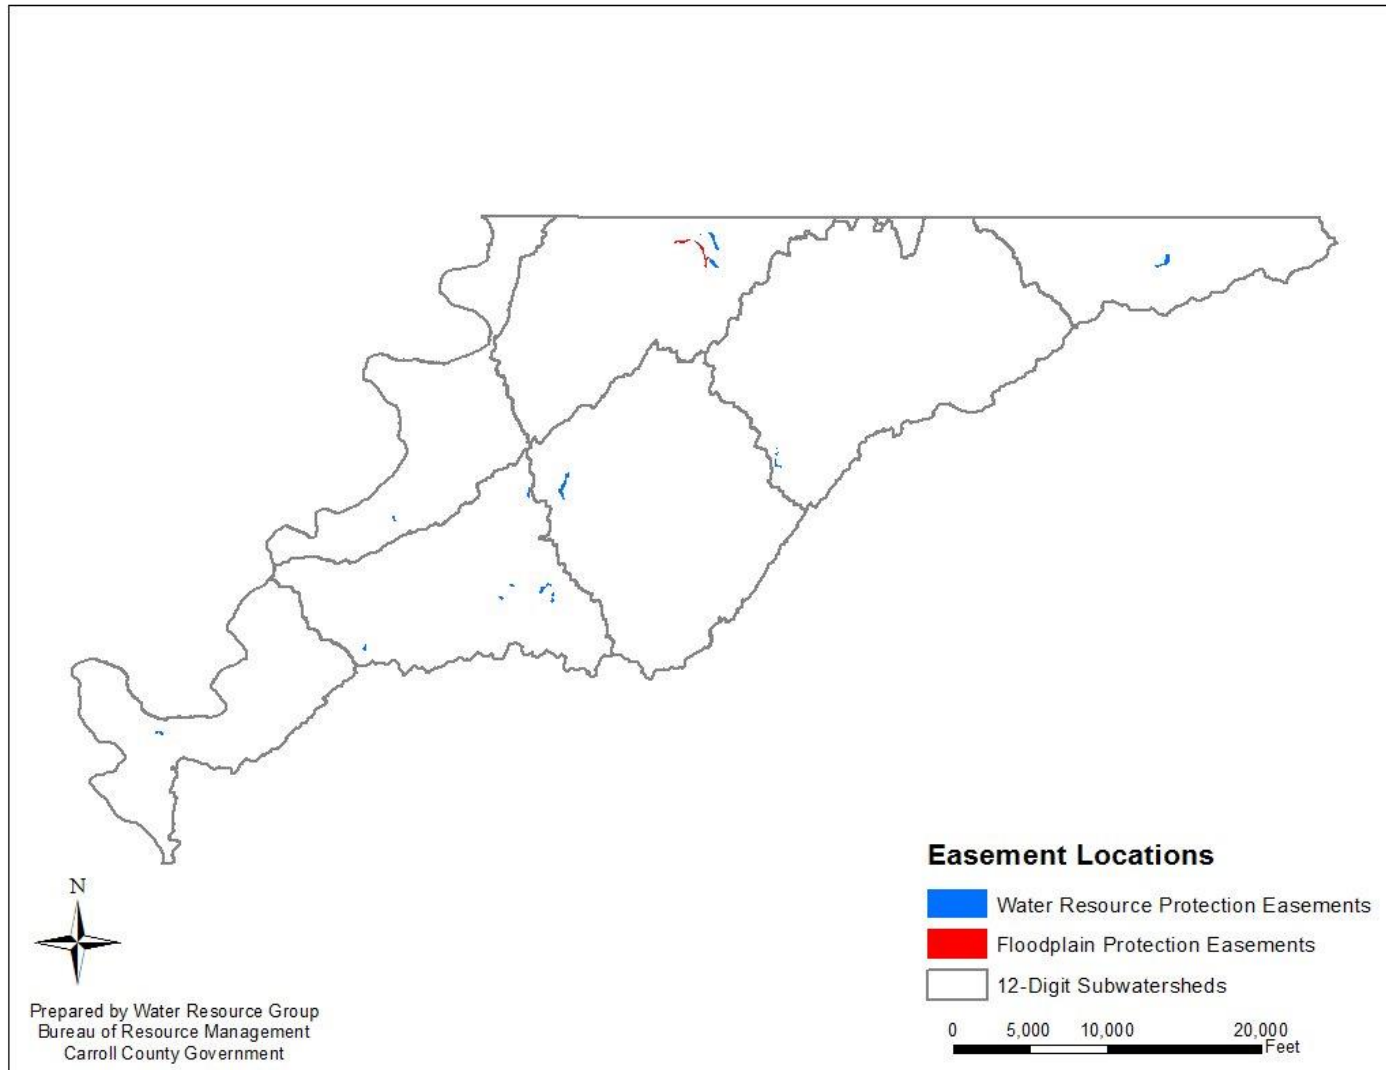 Easement Locations
Water Resource Protection Easements
Floodplain Protection Easements
12-Digit Subwatersheds
0 5,000 10,000 20,000
Feet
N
Prepared by Water Resource Group
Bureau of Resource Management
Carroll County Government